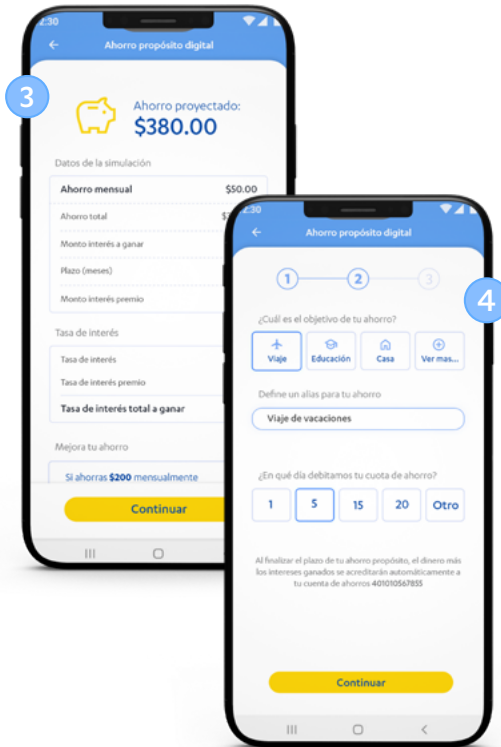 3
2:30
Ahorro propósito digital
Ahorro proyectado:
$380.00
Datos de la simulación
Ahorro mensual $50.00
Ahorro total
Monto interés a ganar
Plazo (meses)
Monto interés premio
Tasa de interés
Tasa de interés
Tasa de interés premio
Tasa de interés total a ganar
Mejora tu ahorro
Si ahorras $200 mensualmente
Continuar
4
2:30
Ahorro propósito digital
1 2 3
¿Cuál es el objetivo de tu ahorro?
Viaje Educación Casa Ver mas...
Define un alias para tu ahorro
Viaje de vacaciones
¿En qué día debitamos tu cuota de ahorro?
1 5 15 20 Otro
Al finalizar el plazo de tu ahorro propósito, el dinero más
los intereses ganados se acreditarán automáticamente a
tu cuenta de ahorros 401010567855
Continuar